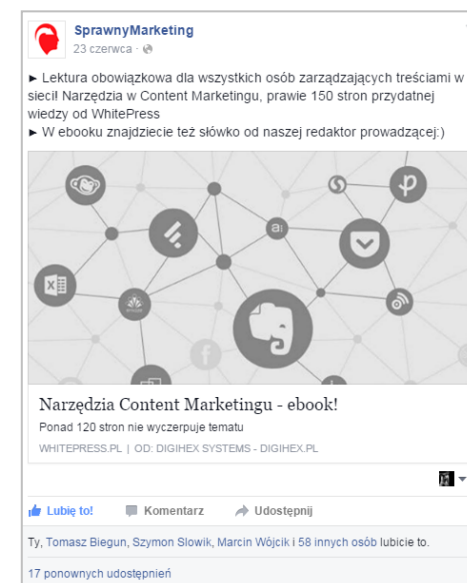 SprawnyMarketing
23 czerwca ·
► Lektura obowiązkowa dla wszystkich osób zarządzających treściami w
sieci! Narzędzia w Content Marketingu, prawie 150 stron przydatnej
wiedzy od WhitePress
► W ebooku znajdziecie też słówko od naszej redaktor prowadzącej:)
ai
Narzędzia Content Marketingu - ebook!
Ponad 120 stron nie wyczerpuje tematu
WHITEPRESS.PL | OD: DIGIHEX SYSTEMS - DIGIHEX.PL
Lubię to! Komentarz Udostępnij
Ty, Tomasz Biegun, Szymon Slowik, Marcin Wójcik i 58 innych osób lubicie to.
17 ponownych udostępnień